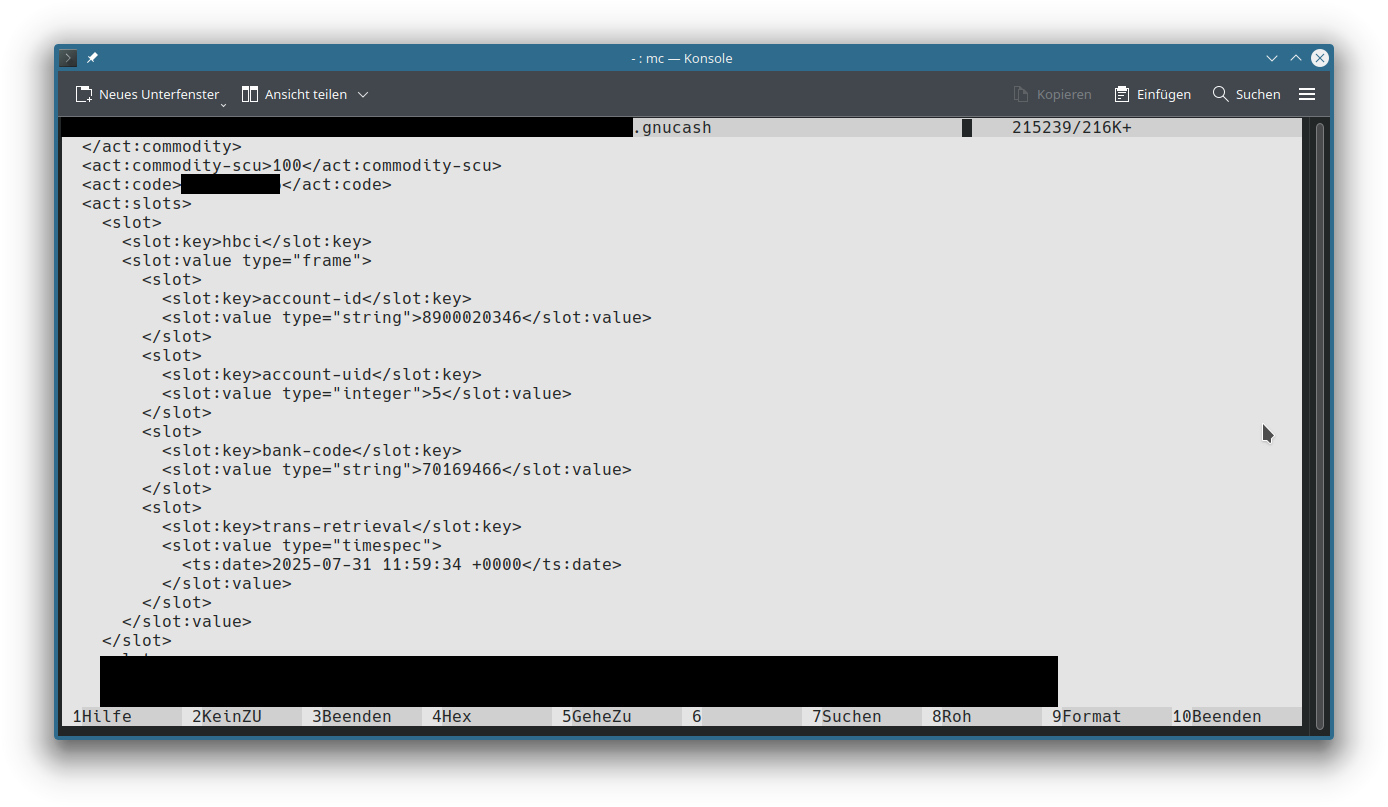 - : mc — Konsole
Neues Unterfenster Ansicht teilen Kopieren Einfügen Suchen
.gnucash 215239/216K+
</act:commodity>
<act:commodity-scu>100</act:commodity-scu>
<act:code></act:code>
<act:slots>
<slot>
<slot:key>hbci</slot:key>
<slot:value type="frame">
<slot>
<slot:key>account-id</slot:key>
<slot:value type="string">8900020346</slot:value>
</slot>
<slot>
<slot:key>account-uid</slot:key>
<slot:value type="integer">5</slot:value>
</slot>
<slot>
<slot:key>bank-code</slot:key>
<slot:value type="string">70169466</slot:value>
</slot>
<slot>
<slot:key>trans-retrieval</slot:key>
<slot:value type="timespec">
<ts:date>2025-07-31 11:59:34 +0000</ts:date>
</slot:value>
</slot>
</slot:value>
</slot>
1Hilfe 2KeinZU 3Beenden 4Hex 5GeheZu 6 7Suchen 8Roh 9Format 10Beenden